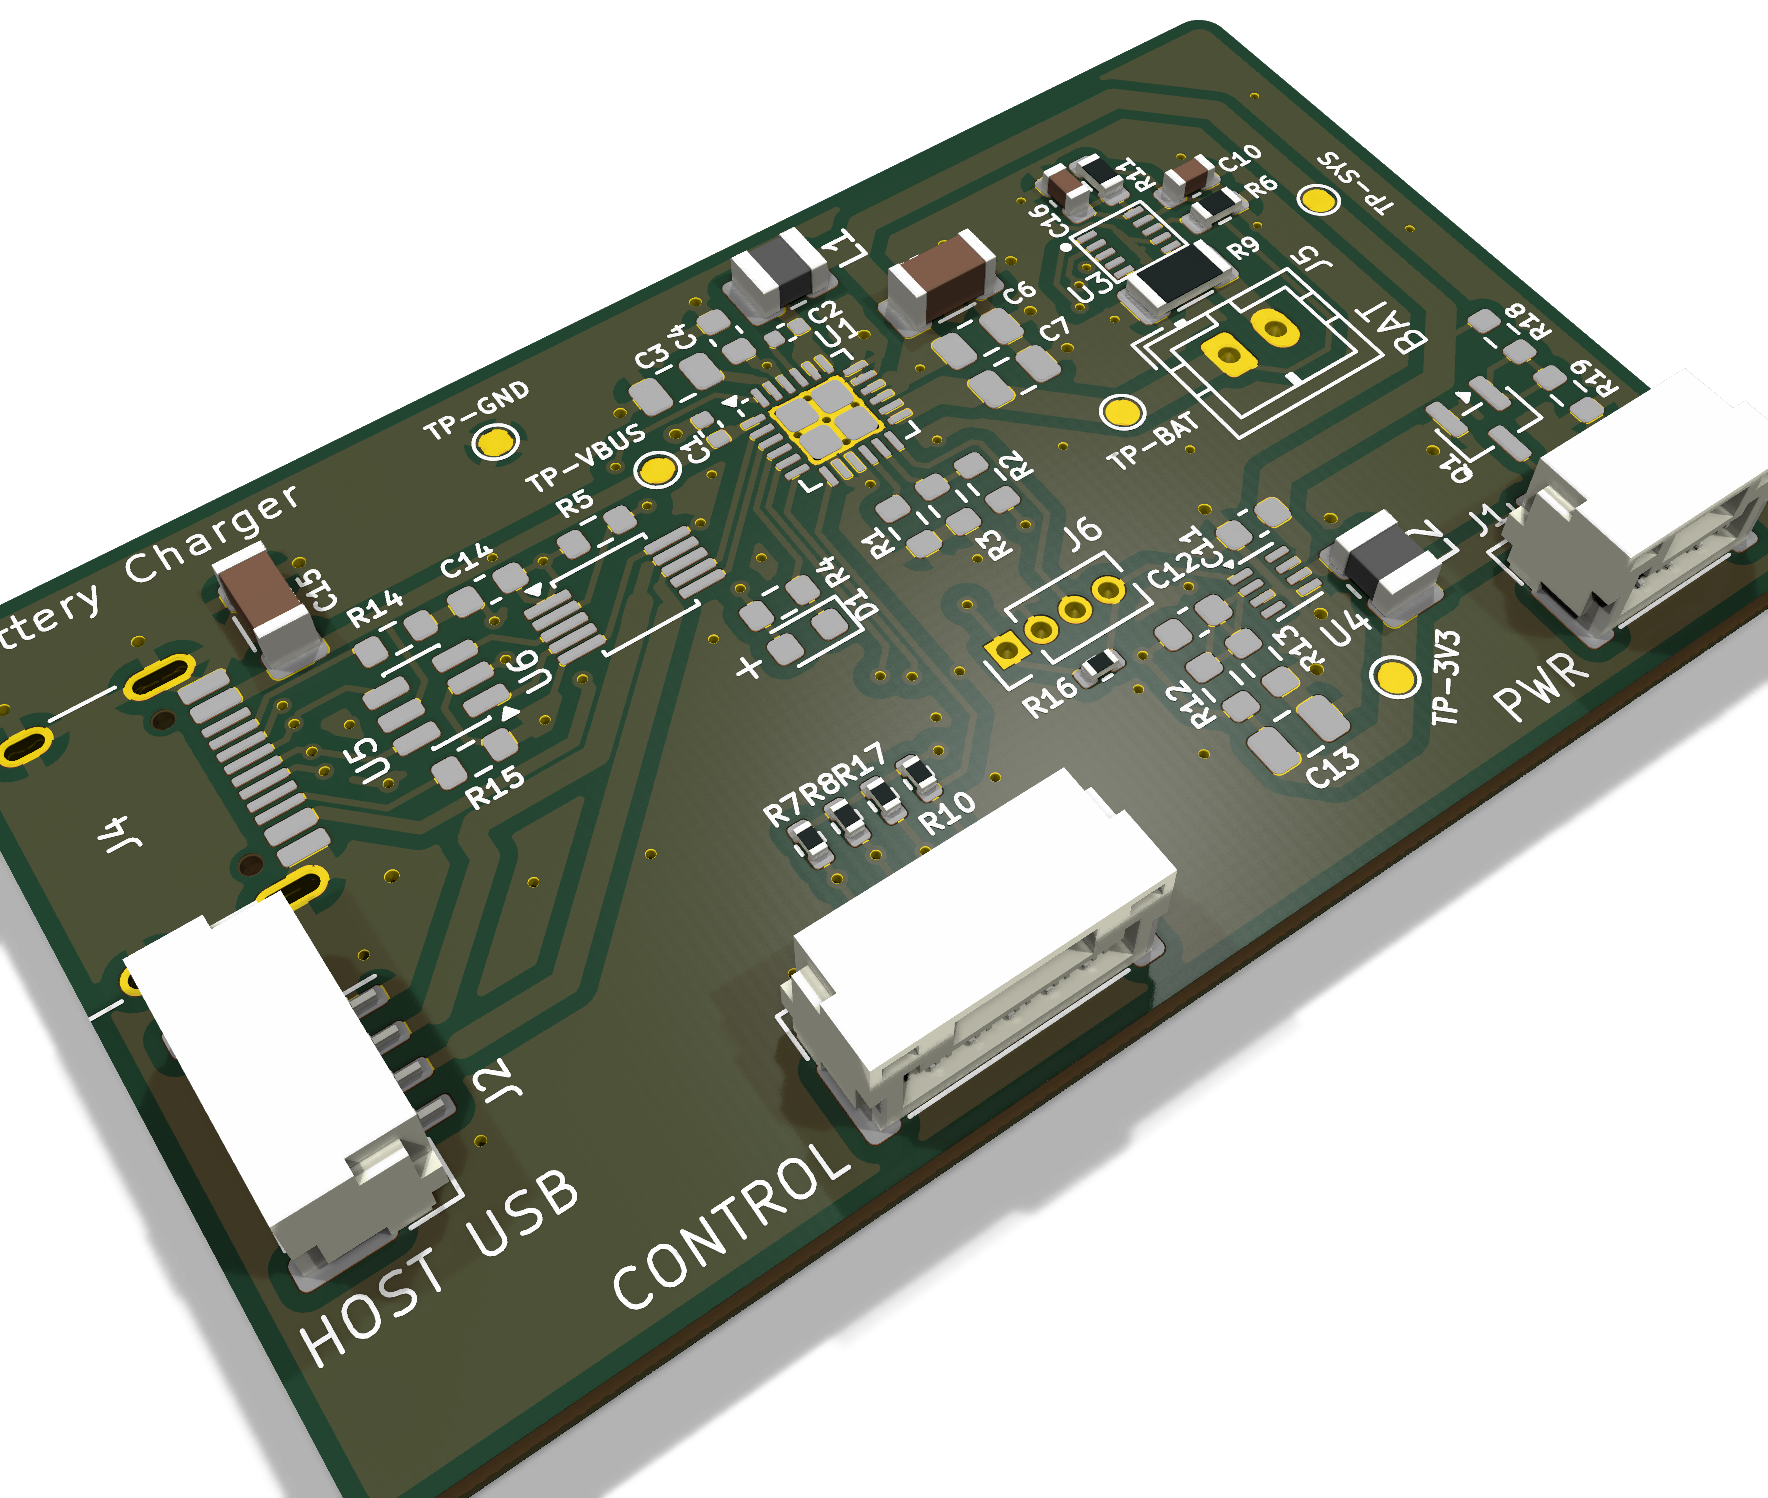 TP-SYS
C10
R11
R6
C16
R9
J5
U3
L1
C6
C2
U1
C4
C7
C3
BAT
R18
R19
TP-GND
TP-BAT
TP-VBUS
C1
Q1
R2
R5
R1
R3
J1
J6
ttery Charger
C14
C15
R14
R4
D1
C12
C11
U4
R13
U6
+
R16
R12
TP-3V3
PWR
U5
R15
C13
R7R8R17
R10
J4
J2
HOST USB
CONTROL